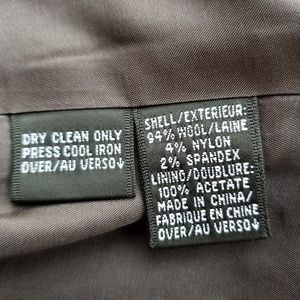 DRY CLEAN ONLY
PRESS COOL IRON
OVER/AU VERSO↓
SHELL/EXTERIEUR:
94% WOOL/LAINE
4% NYLON
2% SPANDEX
LINING/DOUBLURE:
100% ACETATE
MADE IN CHINA/
FABRIQUE EN CHINE
OVER/AU VERSO↓